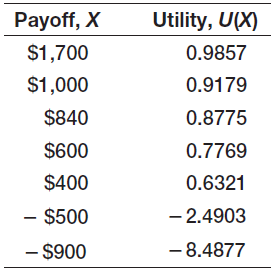 Payoff, X Utility, U(X)
$1,700 0.9857
$1,000 0.9179
$840 0.8775
$600 0.7769
$400 0.6321
– $500 – 2.4903
– $900 – 8.4877